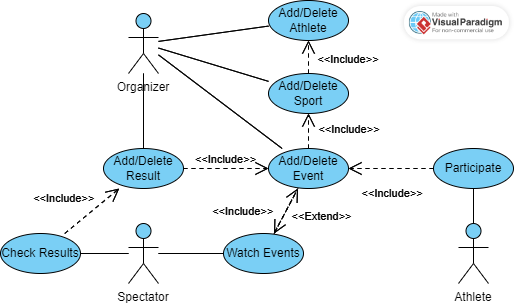 Add/Delete
Athlete
Made with
Visual Paradigm
For non-commercial use
<<Include>>
Organizer
Add/Delete
Sport
<<Include>>
Add/Delete
Result
<<Include>>
Add/Delete
Event
<<Include>>
Participate
<<Include>>
<<Include>>
<<Extend>>
Check Results
Spectator
Watch Events
Athlete